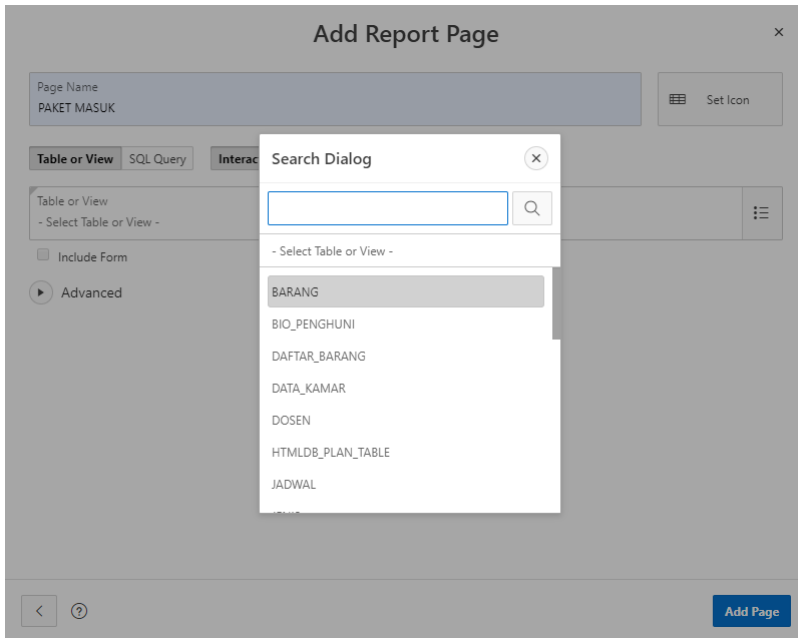 Add Report Page
Page Name
PAKET MASUK
Set Icon
Table or View
SQL Query
Interac
Table or View
- Select Table or View -
Include Form
Advanced
Search Dialog
- Select Table or View -
BARANG
BIO_PENGHUNI
DAFTAR_BARANG
DATA_KAMAR
DOSEN
HTMLDB_PLAN_TABLE
JADWAL
Add Page